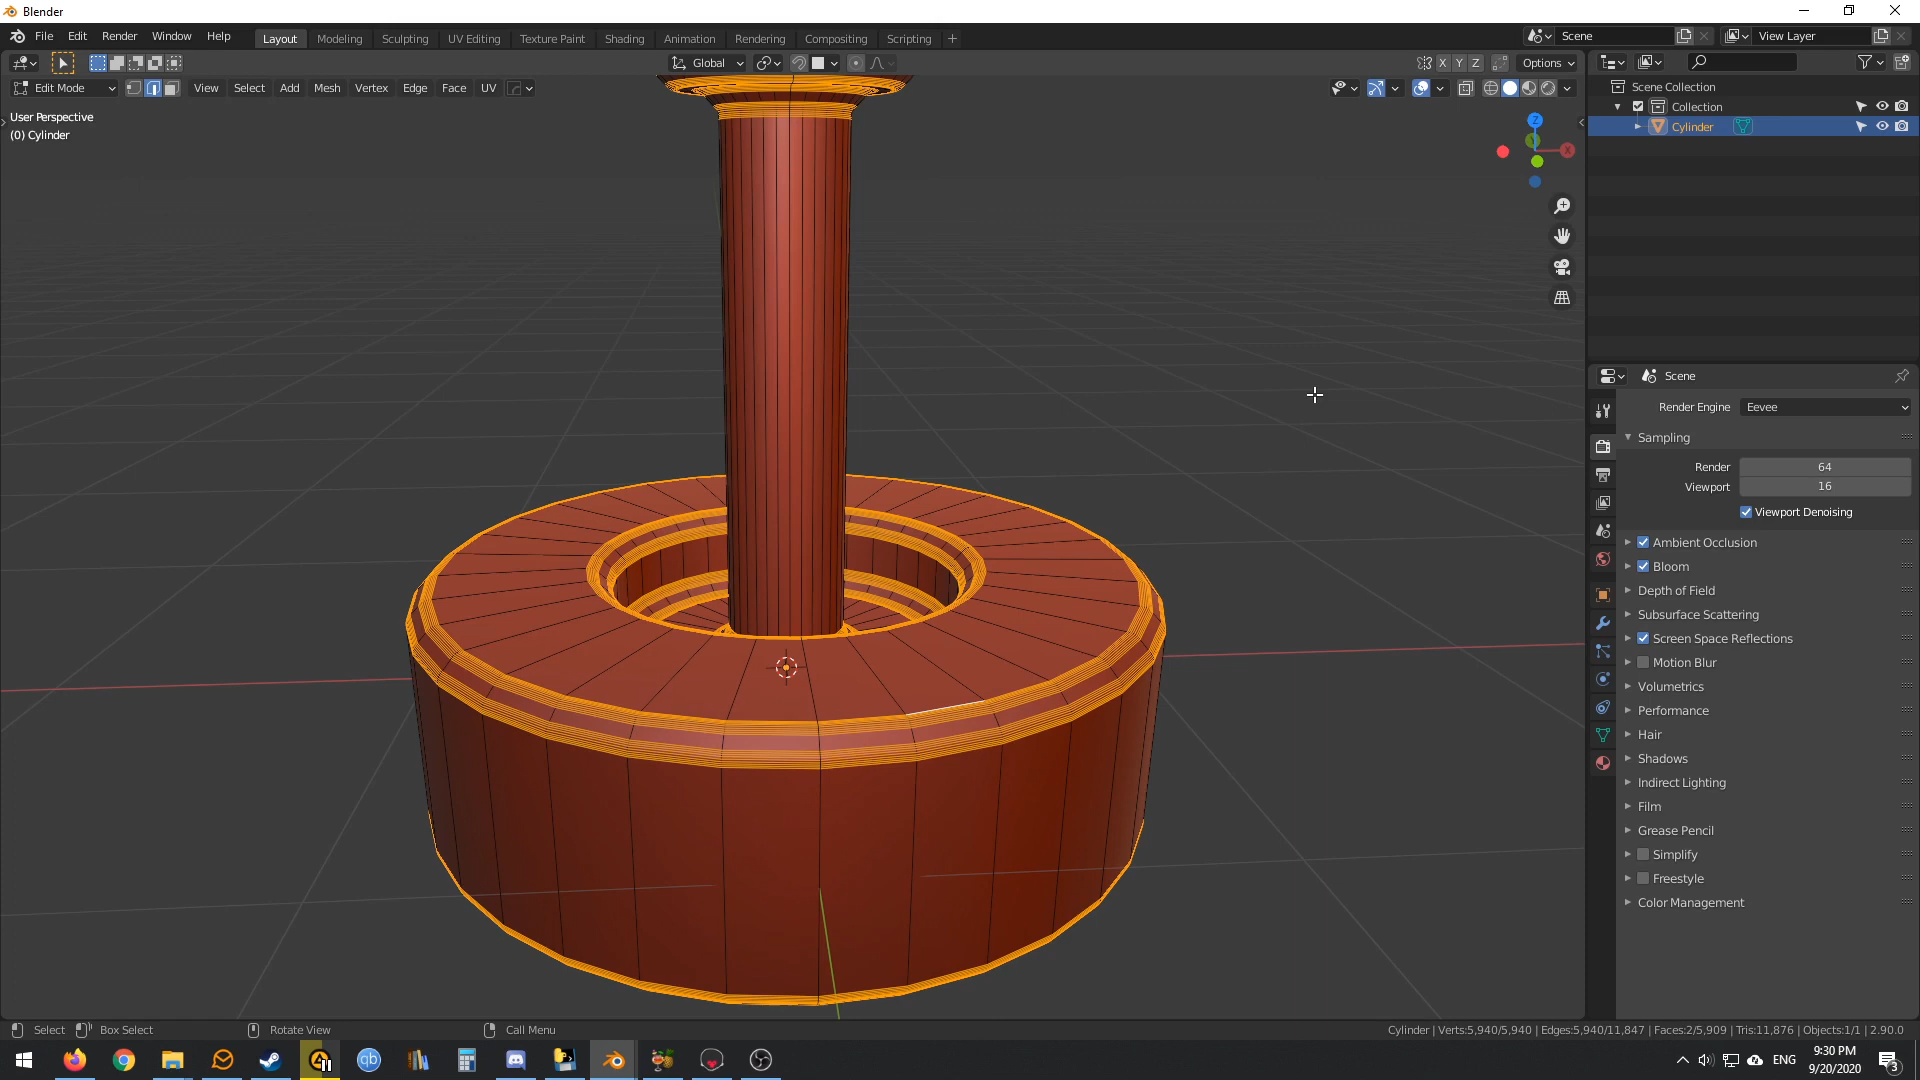 Blender
File Edit Render Window Help
Layout Modeling Sculpting UV Editing Texture Paint Shading Animation Rendering Compositing Scripting +
Scene
View Layer
Global
X Y Z
Options
Edit Mode
View Select Add Mesh Vertex Edge Face UV
User Perspective
(0) Cylinder
Z
Y
X
Scene Collection
Collection
Cylinder
Scene
Render Engine Eevee
Sampling
Render 64
Viewport 16
Viewport Denoising
Ambient Occlusion
Bloom
Depth of Field
Subsurface Scattering
Screen Space Reflections
Motion Blur
Volumetrics
Performance
Hair
Shadows
Indirect Lighting
Film
Grease Pencil
Simplify
Freestyle
Color Management
Select Box Select Rotate View Call Menu
Cylinder | Verts:5,940/5,940 | Edges:5,940/11,847 | Faces:2/5,909 | Tris:11,876 | Objects:1/1 | 2.90.0
qb
ENG
9:30 PM
9/20/2020
3